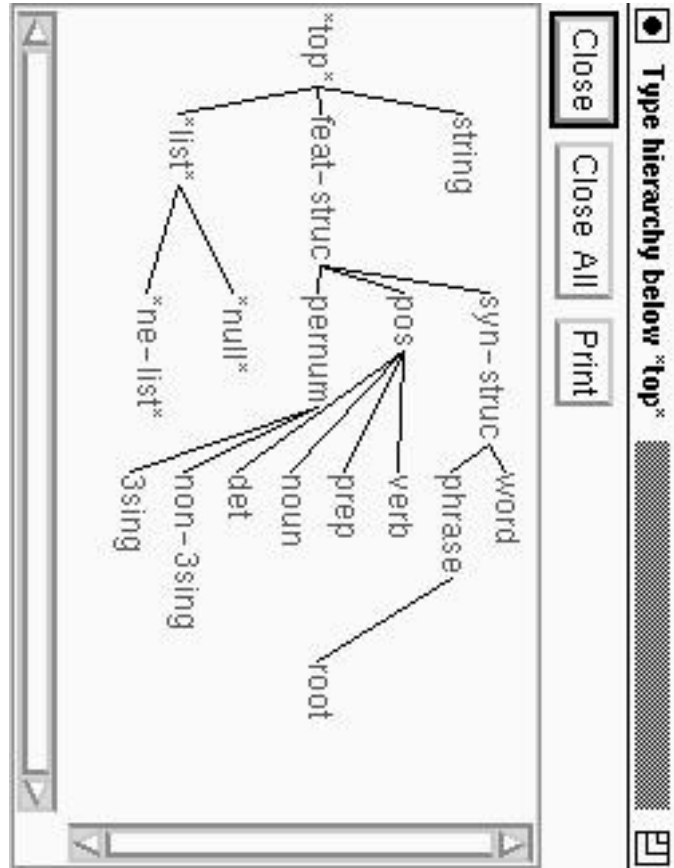 Type hierarchy below *top*
Close Close All Print
string
*top*
feat-struc
*list*
syn-struc
pos
pernum
*null*
*ne-list*
word
phrase
verb
prep
noun
det
non-3sing
3sing
root